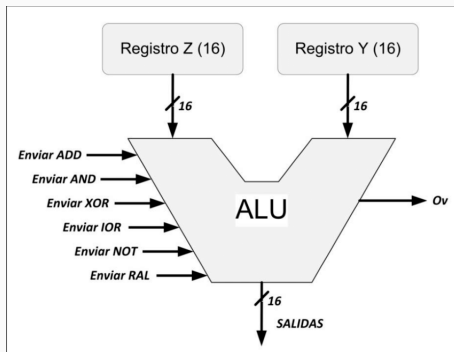 Registro Z (16)
Registro Y (16)
16
16
Enviar ADD
Enviar AND
Enviar XOR
Enviar IOR
Enviar NOT
Enviar RAL
ALU
Ov
16
SALIDAS